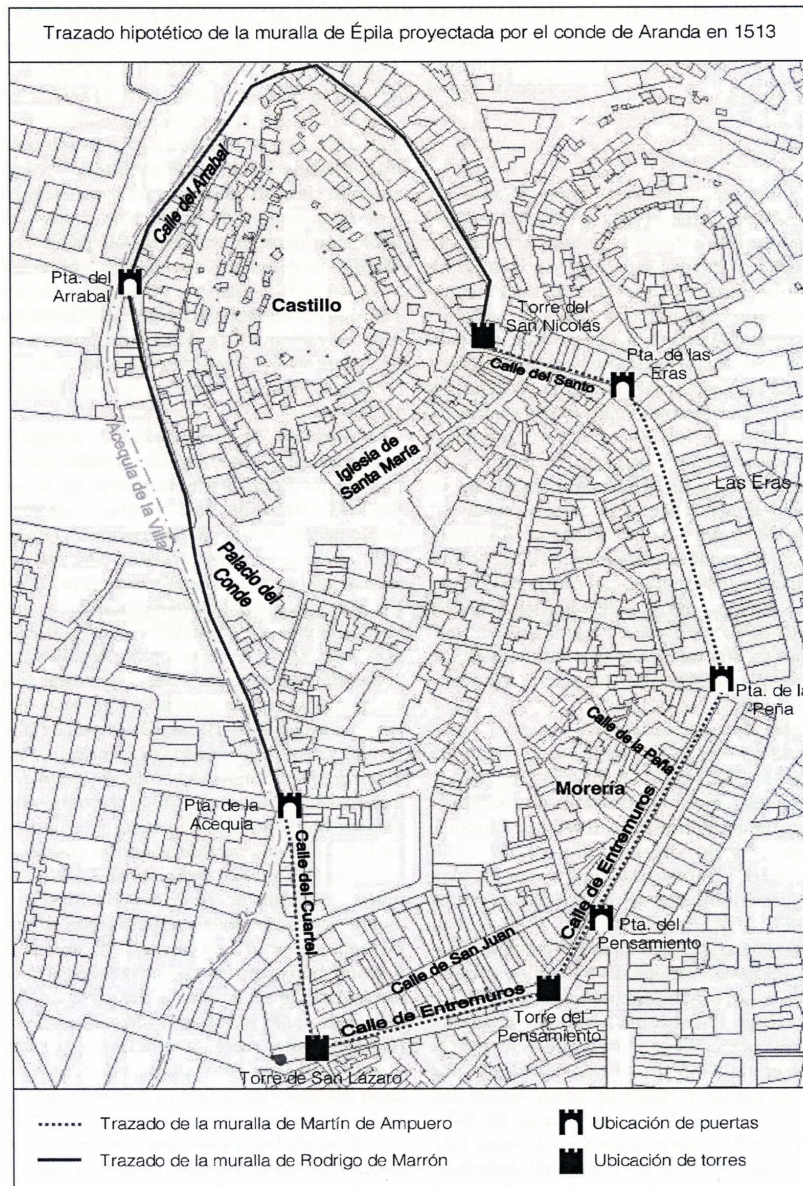 Trazado hipotético de la muralla de Épila proyectada por el conde de Aranda en 1513
Calle del Arrabal
Pta. del
Arrabal
Castillo
Torre del
San Nicolás
Pta. de las
Eras
Calle del Santo
Iglesia de
Santa María
Las Eras
Acequia de la Villa
Palacio del
Conde
Pta. de la
Peña
Calle de la Peña
Morería
Pta. de la
Acequia
Calle del Cuartel
Calle de Entremuros
Pta. del
Pensamiento
Calle de San Juan
Calle de Entremuros
Torre del
Pensamiento
Torre de San Lázaro
Trazado de la muralla de Martín de Ampuero
Ubicación de puertas
Trazado de la muralla de Rodrigo de Marrón
Ubicación de torres